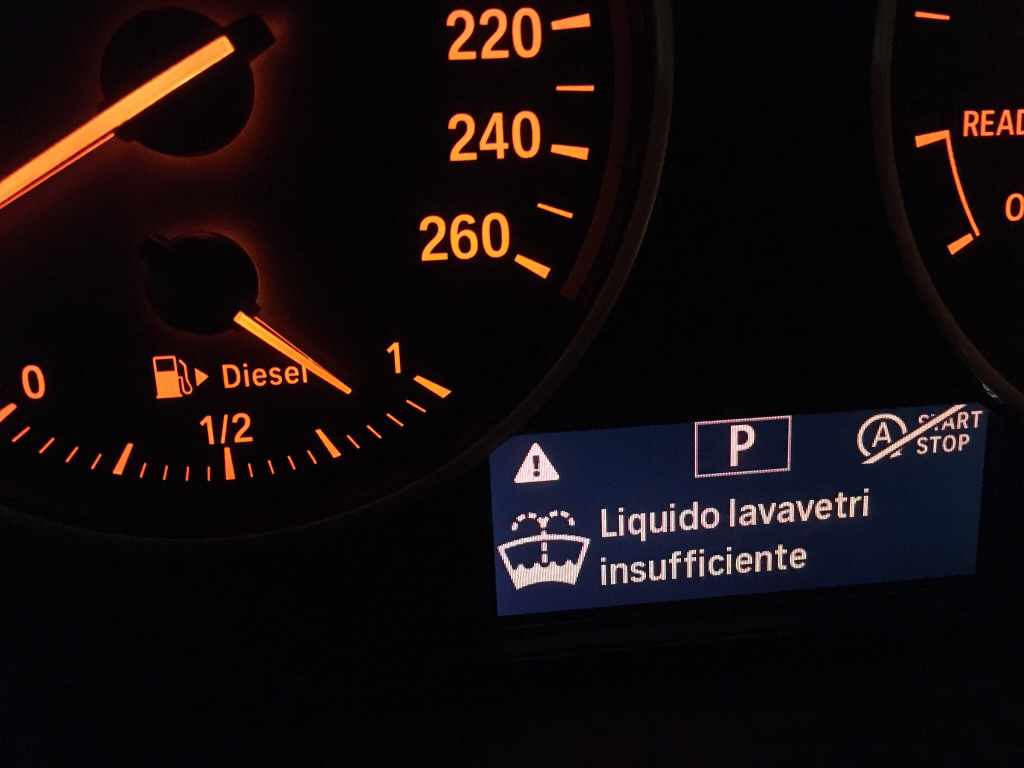 220
240
260
READ
0
1
Diesel
1/2
P
A START
STOP
Liquido lavavetri
insufficiente